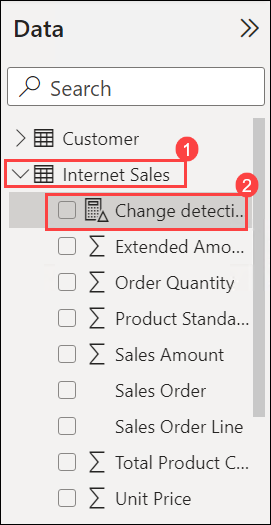 Data
Search
Customer
1
Internet Sales
2
Change detecti...
Extended Amo...
Order Quantity
Product Standa...
Sales Amount
Sales Order
Sales Order Line
Total Product C...
Unit Price